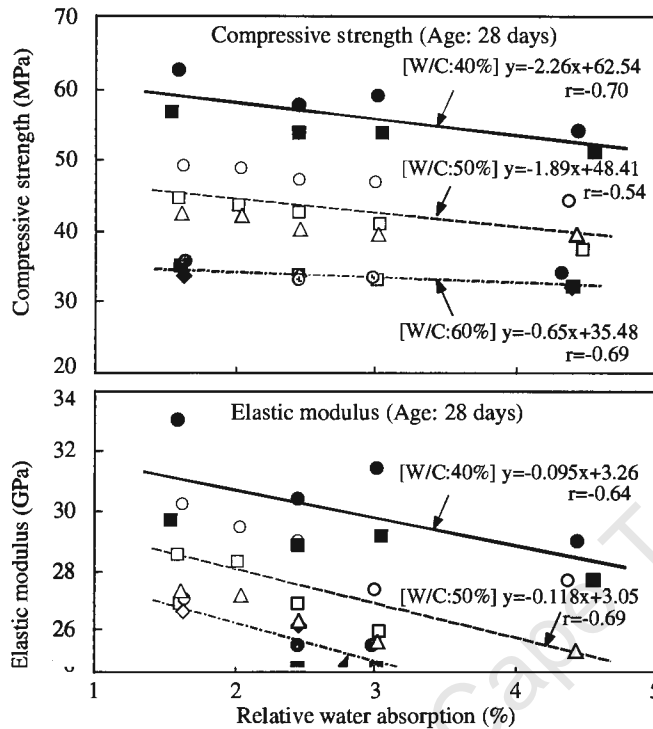 70
60
50
40
30
20
Compressive strength (MPa)
Compressive strength (Age: 28 days)
[W/C:40%] y=-2.26x+62.54
r=-0.70
[W/C:50%] y=-1.89x+48.41
r=-0.54
[W/C:60%] y=-0.65x+35.48
r=-0.69
34
32
30
28
26
Elastic modulus (GPa)
Elastic modulus (Age: 28 days)
[W/C:40%] y=-0.095x+3.26
r=-0.64
[W/C:50%] y=-0.118x+3.05
r=-0.69
1 2 3 4 5
Relative water absorption (%)
Cape T